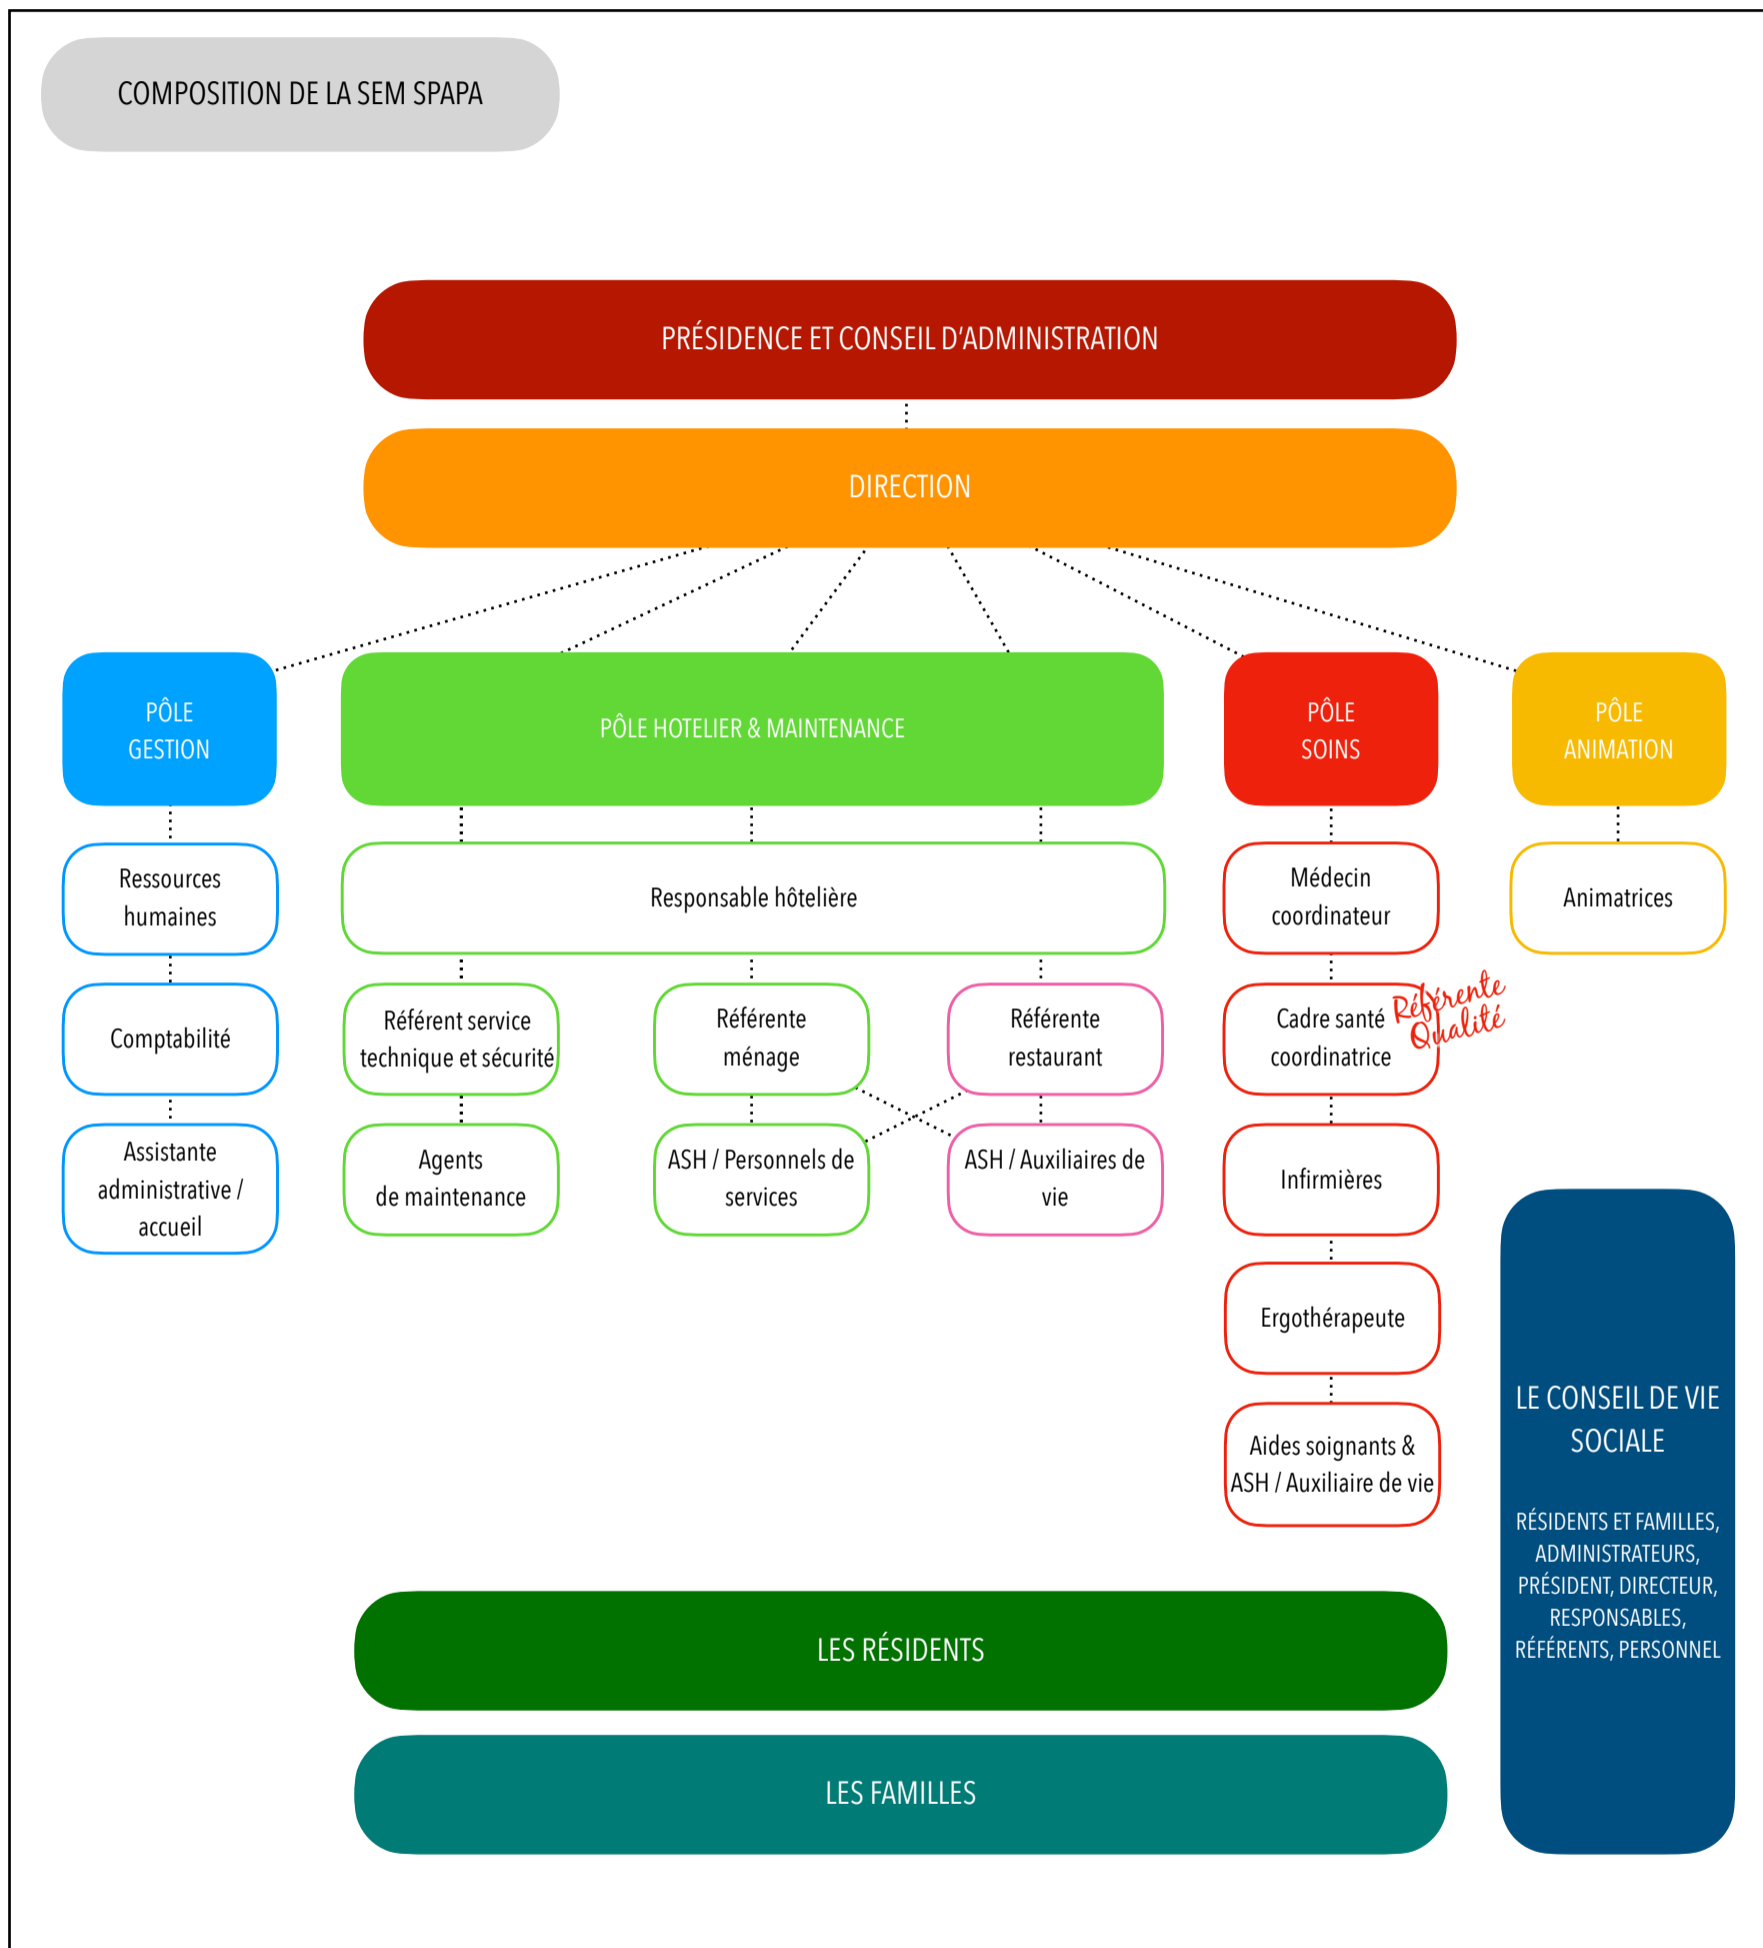 COMPOSITION DE LA SEM SPAPA
PRÉSIDENCE ET CONSEIL D'ADMINISTRATION
DIRECTION
PÔLE
GESTION
PÔLE HOTELIER & MAINTENANCE
PÔLE
SOINS
PÔLE
ANIMATION
Ressources
humaines
Responsable hôtelière
Médecin
coordinateur
Animatrices
Comptabilité
Référent service
technique et sécurité
Référente
ménage
Référente
restaurant
Cadre santé
coordinatrice
Référente
Qualité
Assistante
administrative /
accueil
Agents
de maintenance
ASH / Personnels de
services
ASH / Auxiliaires de
vie
Infirmières
Ergothérapeute
Aides soignants &
ASH / Auxiliaire de vie
LE CONSEIL DE VIE
SOCIALE
RÉSIDENTS ET FAMILLES,
ADMINISTRATEURS,
PRÉSIDENT, DIRECTEUR,
RESPONSABLES,
RÉFÉRENTS, PERSONNEL
LES RÉSIDENTS
LES FAMILLES